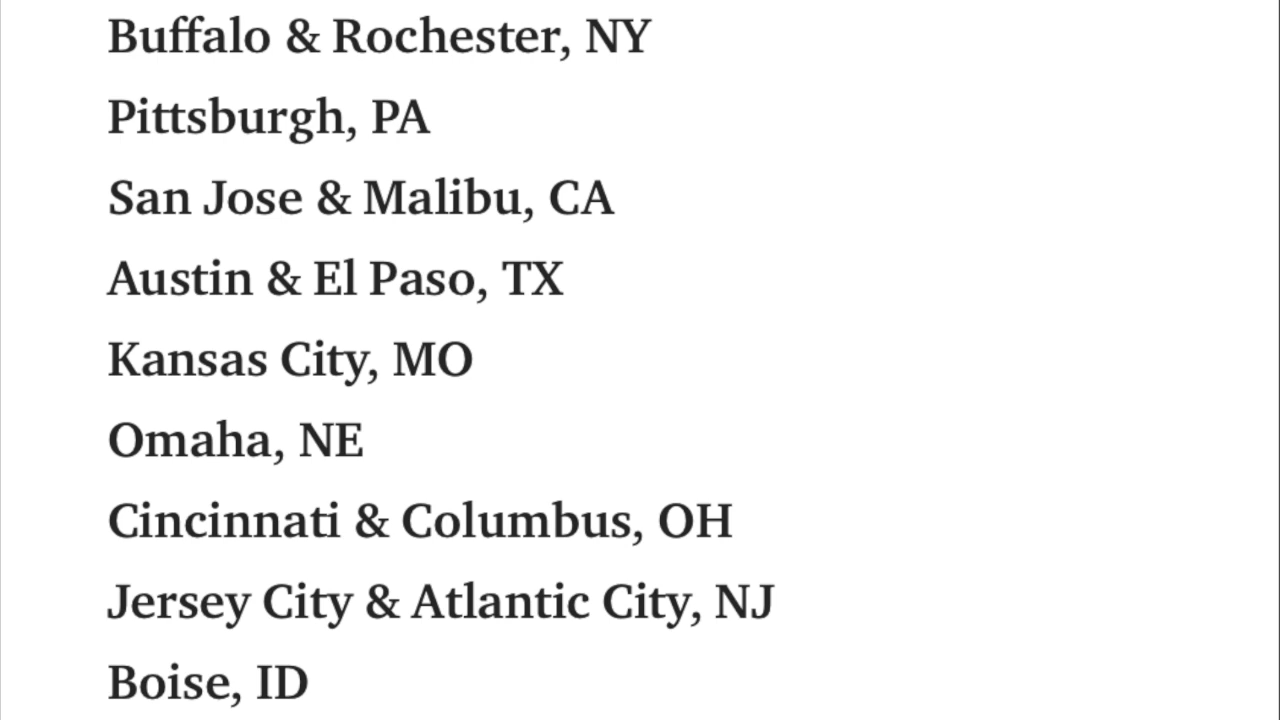 Buffalo & Rochester, NY
Pittsburgh, PA
San Jose & Malibu, CA
Austin & El Paso, TX
Kansas City, MO
Omaha, NE
Cincinnati & Columbus, OH
Jersey City & Atlantic City, NJ
Boise, ID